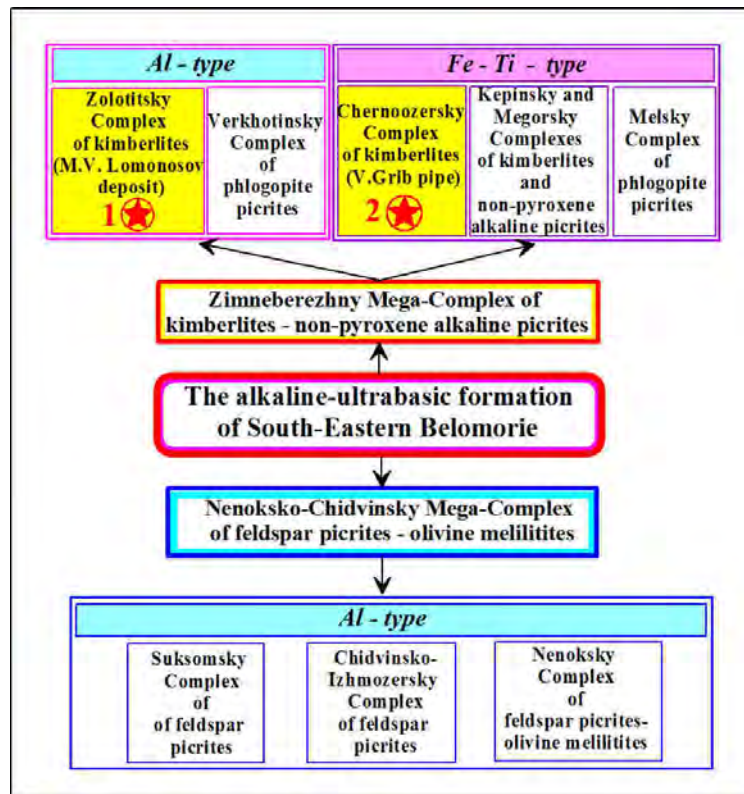 Al - type
Fe - Ti - type
Zolotitsky
Complex
of kimberlites
(M.V. Lomonosov
deposit)
1
Verkhotinsky
Complex
of
phlogopite
picrites
Chernoozersky
Complex
of kimberlites
(V.Grib pipe)
2
Kepinsky and
Megorsky
Complexes
of kimberlites
and
non-pyroxene
alkaline picrites
Melsky
Complex
of
phlogopite
picrites
Zimneberezhny Mega-Complex of
kimberlites - non-pyroxene alkaline picrites
The alkaline-ultrabasic formation
of South-Eastern Belomorie
Nenoksko-Chidvinsky Mega-Complex
of feldspar picrites - olivine melilitites
Al - type
Suksomsky
Complex
of
of feldspar
picrites
Chidvinsko-
Izhmozersky
Complex
of feldspar
picrites
Nenoksky
Complex
of
feldspar picrites-
olivine melilitites